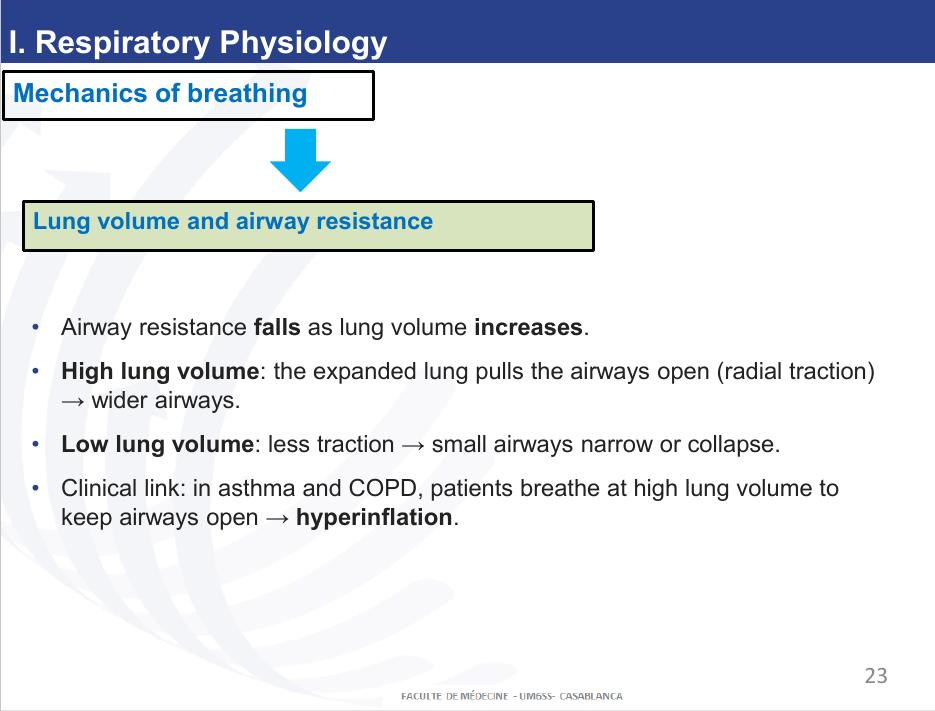 I. Respiratory Physiology
Mechanics of breathing
Lung volume and airway resistance
• Airway resistance falls as lung volume increases.
• High lung volume: the expanded lung pulls the airways open (radial traction)
→ wider airways.
• Low lung volume: less traction → small airways narrow or collapse.
• Clinical link: in asthma and COPD, patients breathe at high lung volume to
keep airways open → hyperinflation.
23
FACULTE DE MÉDECINE - UM6SS- CASABLANCA